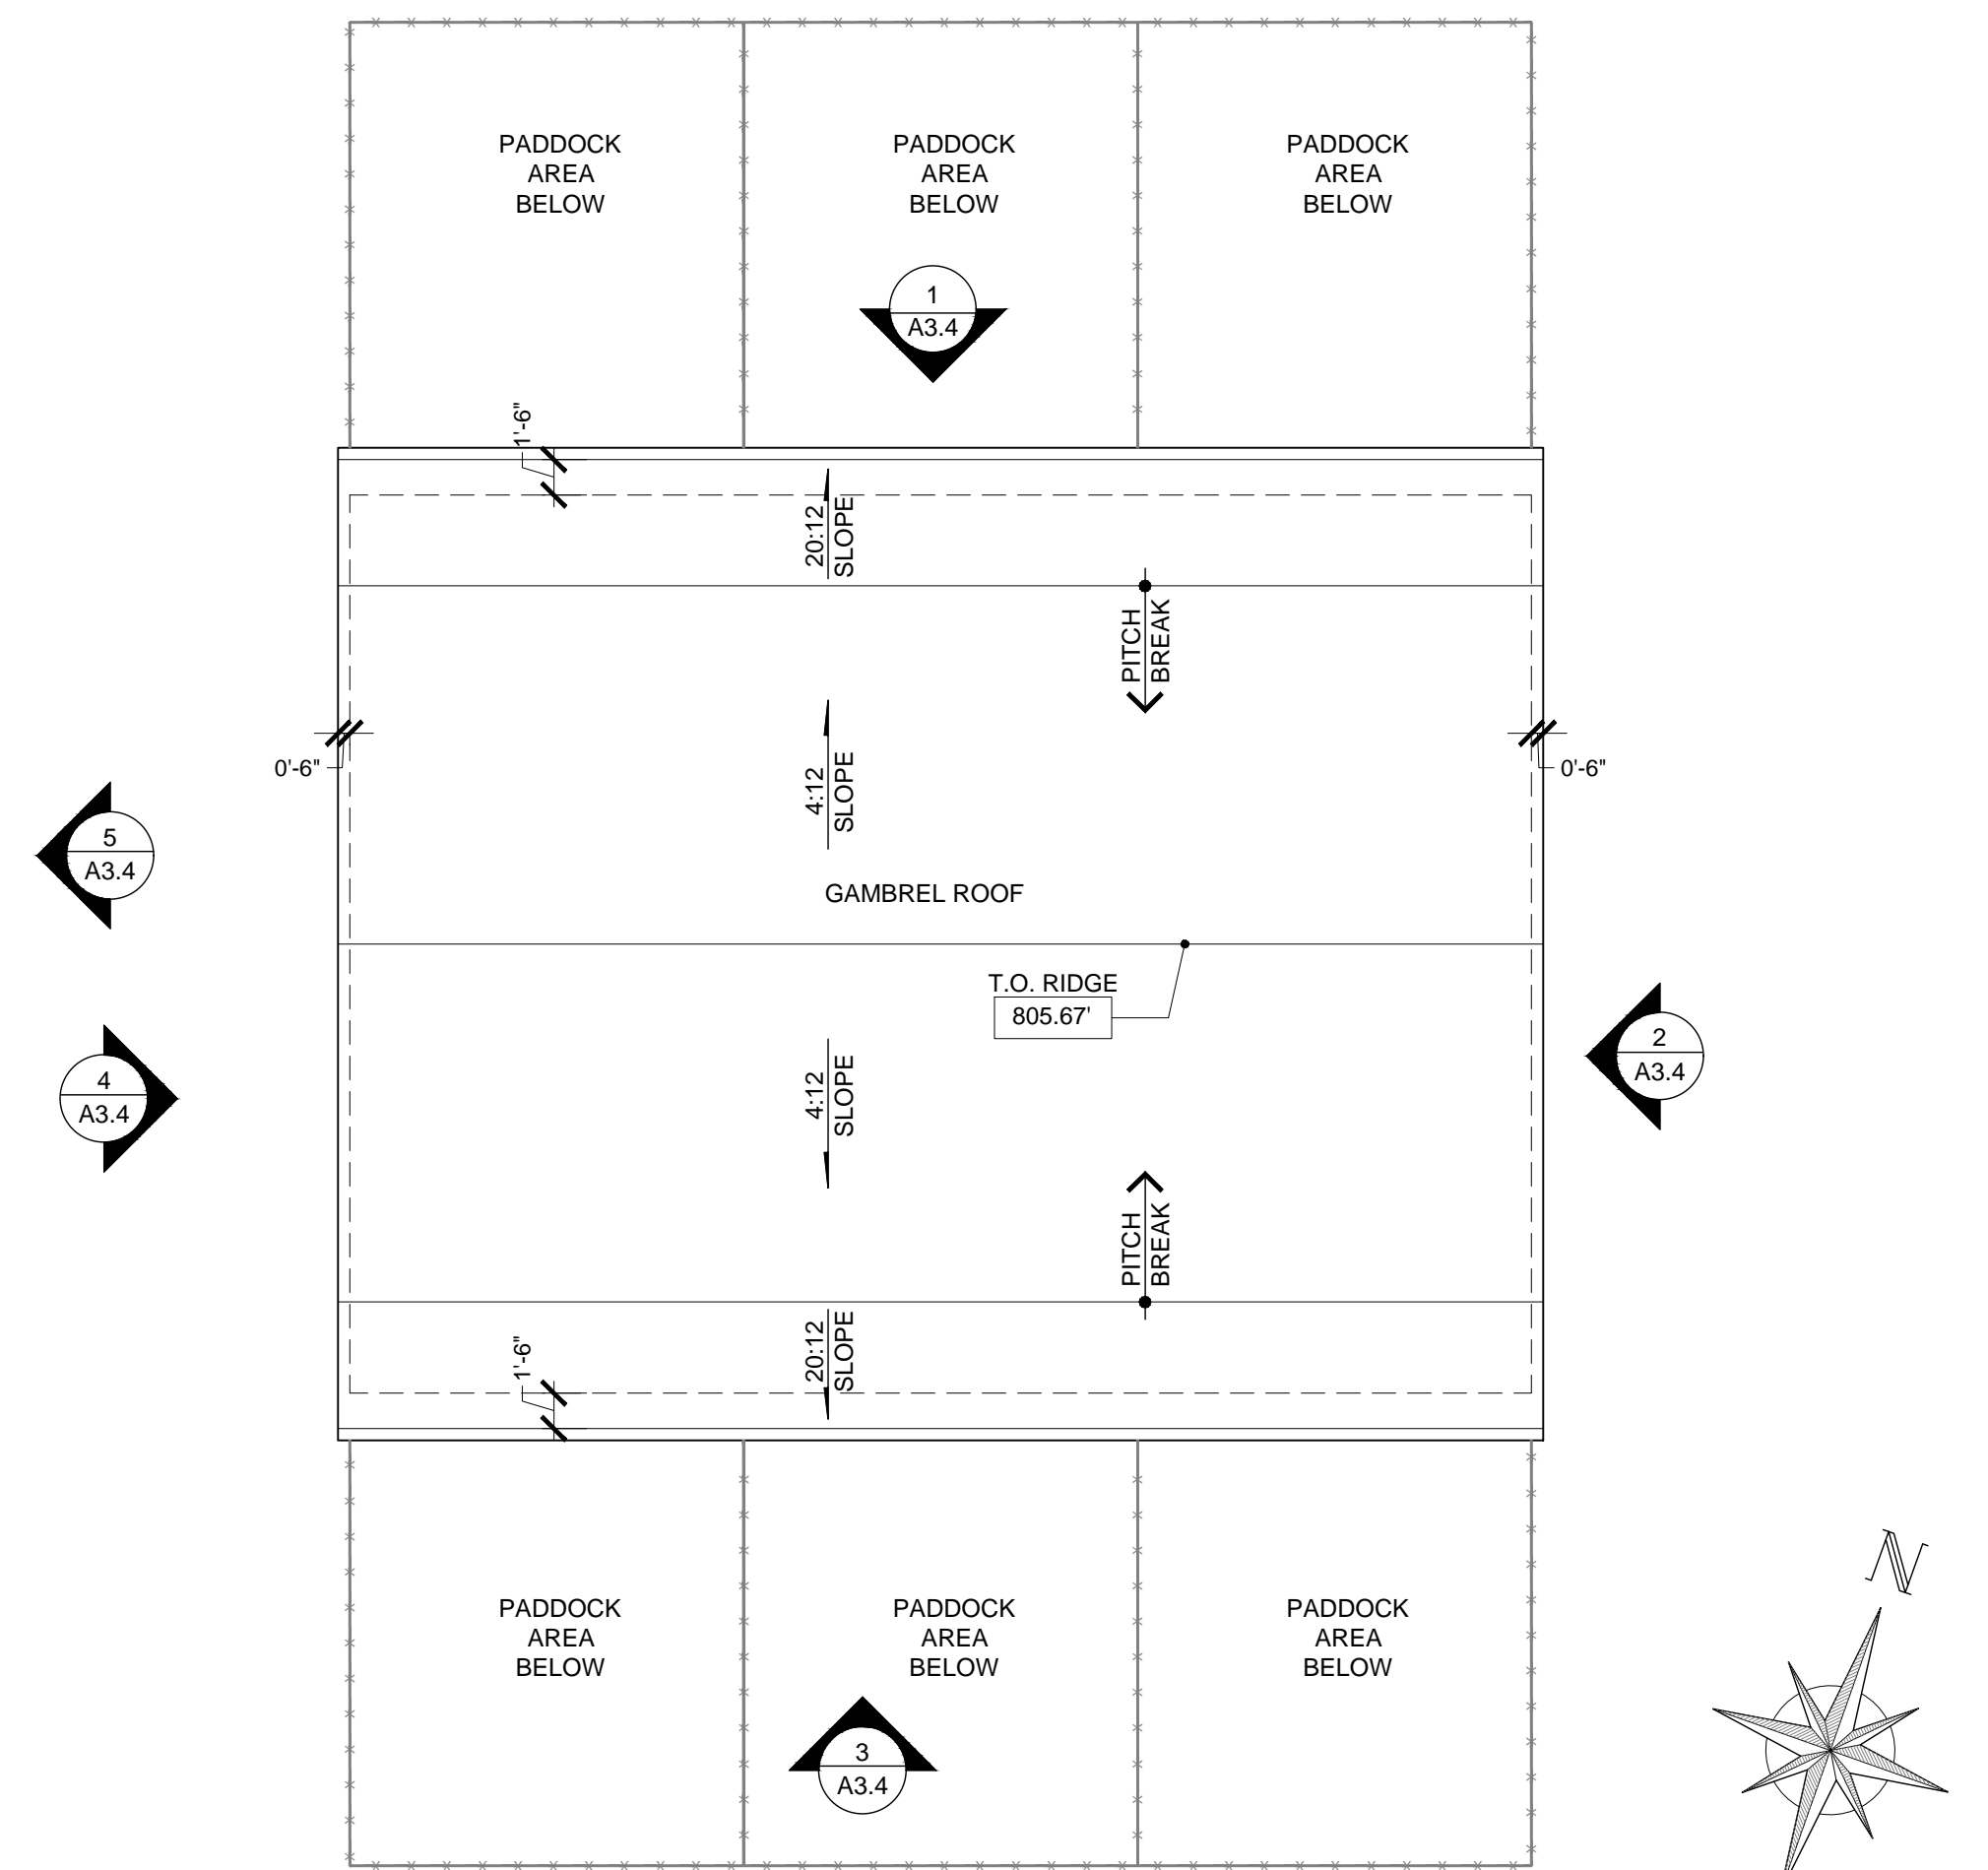 PADDOCK
AREA
BELOW
PADDOCK
AREA
BELOW
PADDOCK
AREA
BELOW
1
A3.4
1'-6"
20:12
SLOPE
PITCH
BREAK
0'-6"
0'-6"
4:12
SLOPE
5
A3.4
GAMBREL ROOF
T.O. RIDGE
805.67'
4:12
SLOPE
2
A3.4
4
A3.4
PITCH
BREAK
1'-6"
20:12
SLOPE
N
PADDOCK
AREA
BELOW
PADDOCK
AREA
BELOW
PADDOCK
AREA
BELOW
3
A3.4